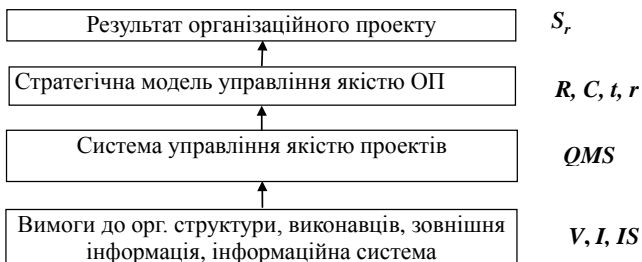 Результат організаційного проекту
S_r
Стратегічна модель управління якістю ОП
R, C, t, r
Система управління якістю проектів
QMS
Вимоги до орг. структури, виконавців, зовнішня
інформація, інформаційна система
V, I, IS